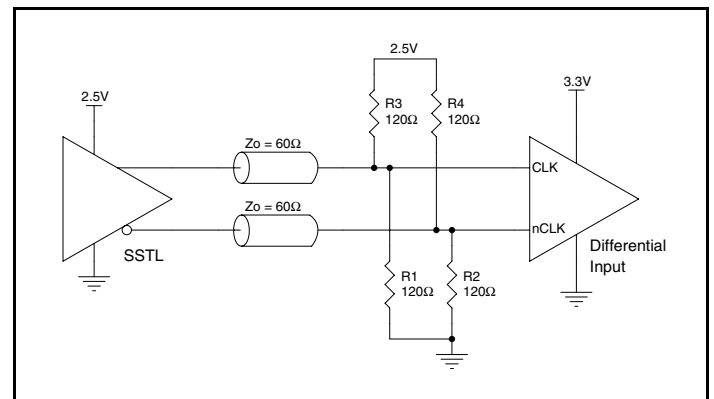 2.5V
2.5V
3.3V
R3
120Ω
R4
120Ω
Zo = 60Ω
CLK
Zo = 60Ω
nCLK
SSTL
Differential
Input
R1
120Ω
R2
120Ω